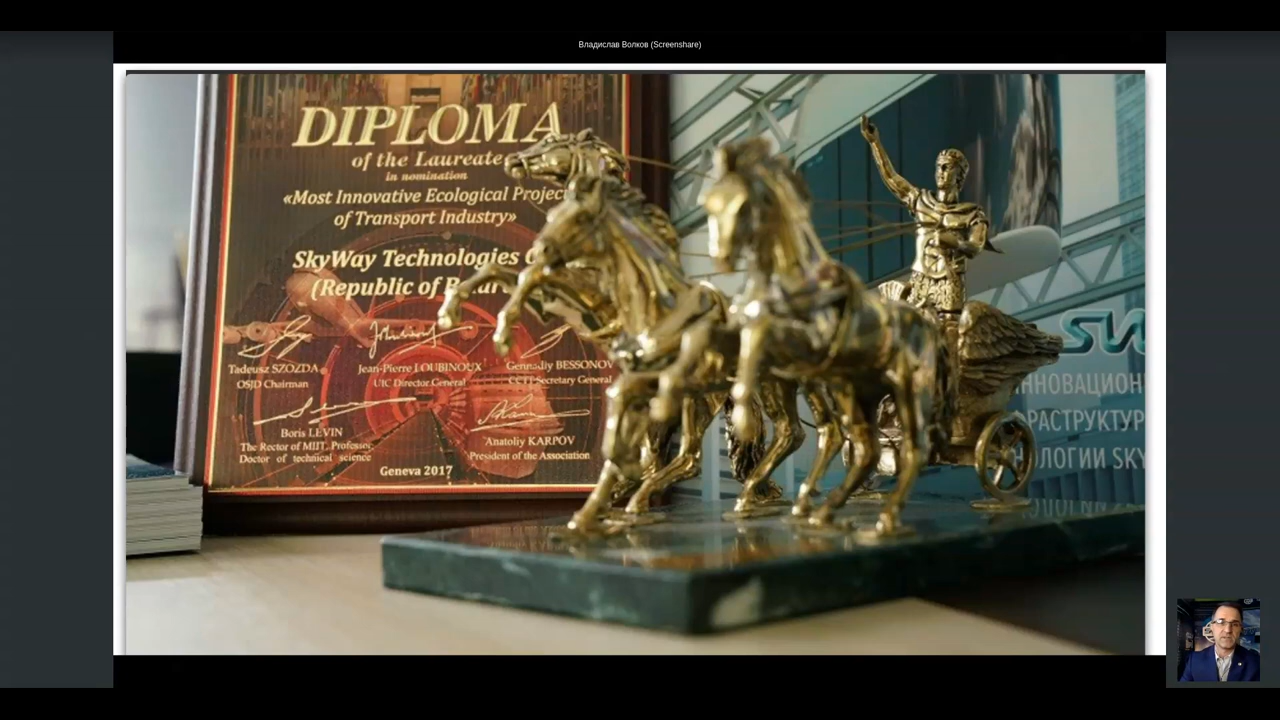 Владислав Волков (Screenshare)
DIPLOMA
of the Laureate
in nomination
«Most Innovative Ecological Project
of Transport Industry»
SkyWay Technologies
(Republic of
Tadeusz SZOZDA
OSJD Chairman
Jean-Pierre LOUBINOUX
UIC Director General
Gennadiy BESSONOV
CCTT Secretary General
Boris LEVIN
The Rector of MIIT, Professor,
Doctor of technical science
Anatoliy KARPOV
President of the Association
Geneva 2017
SW
ННОВАЦИОН
РАСТРУКТУР
НОЛОГИИ SKY